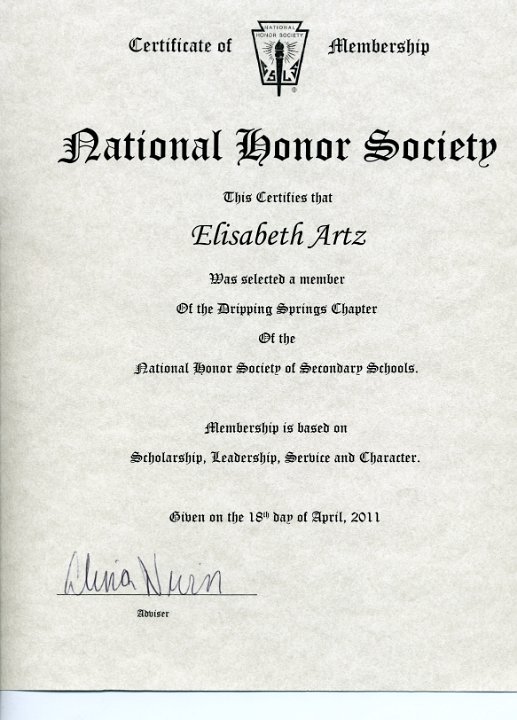 Certificate of Membership
NATIONAL
HONOR SOCIETY
National Honor Society
This Certifies that
Elisabeth Artz
Was selected a member
Of the Dripping Springs Chapter
Of the
National Honor Society of Secondary Schools.
Membership is based on
Scholarship, Leadership, Service and Character.
Given on the 18th day of April, 2011
Adviser